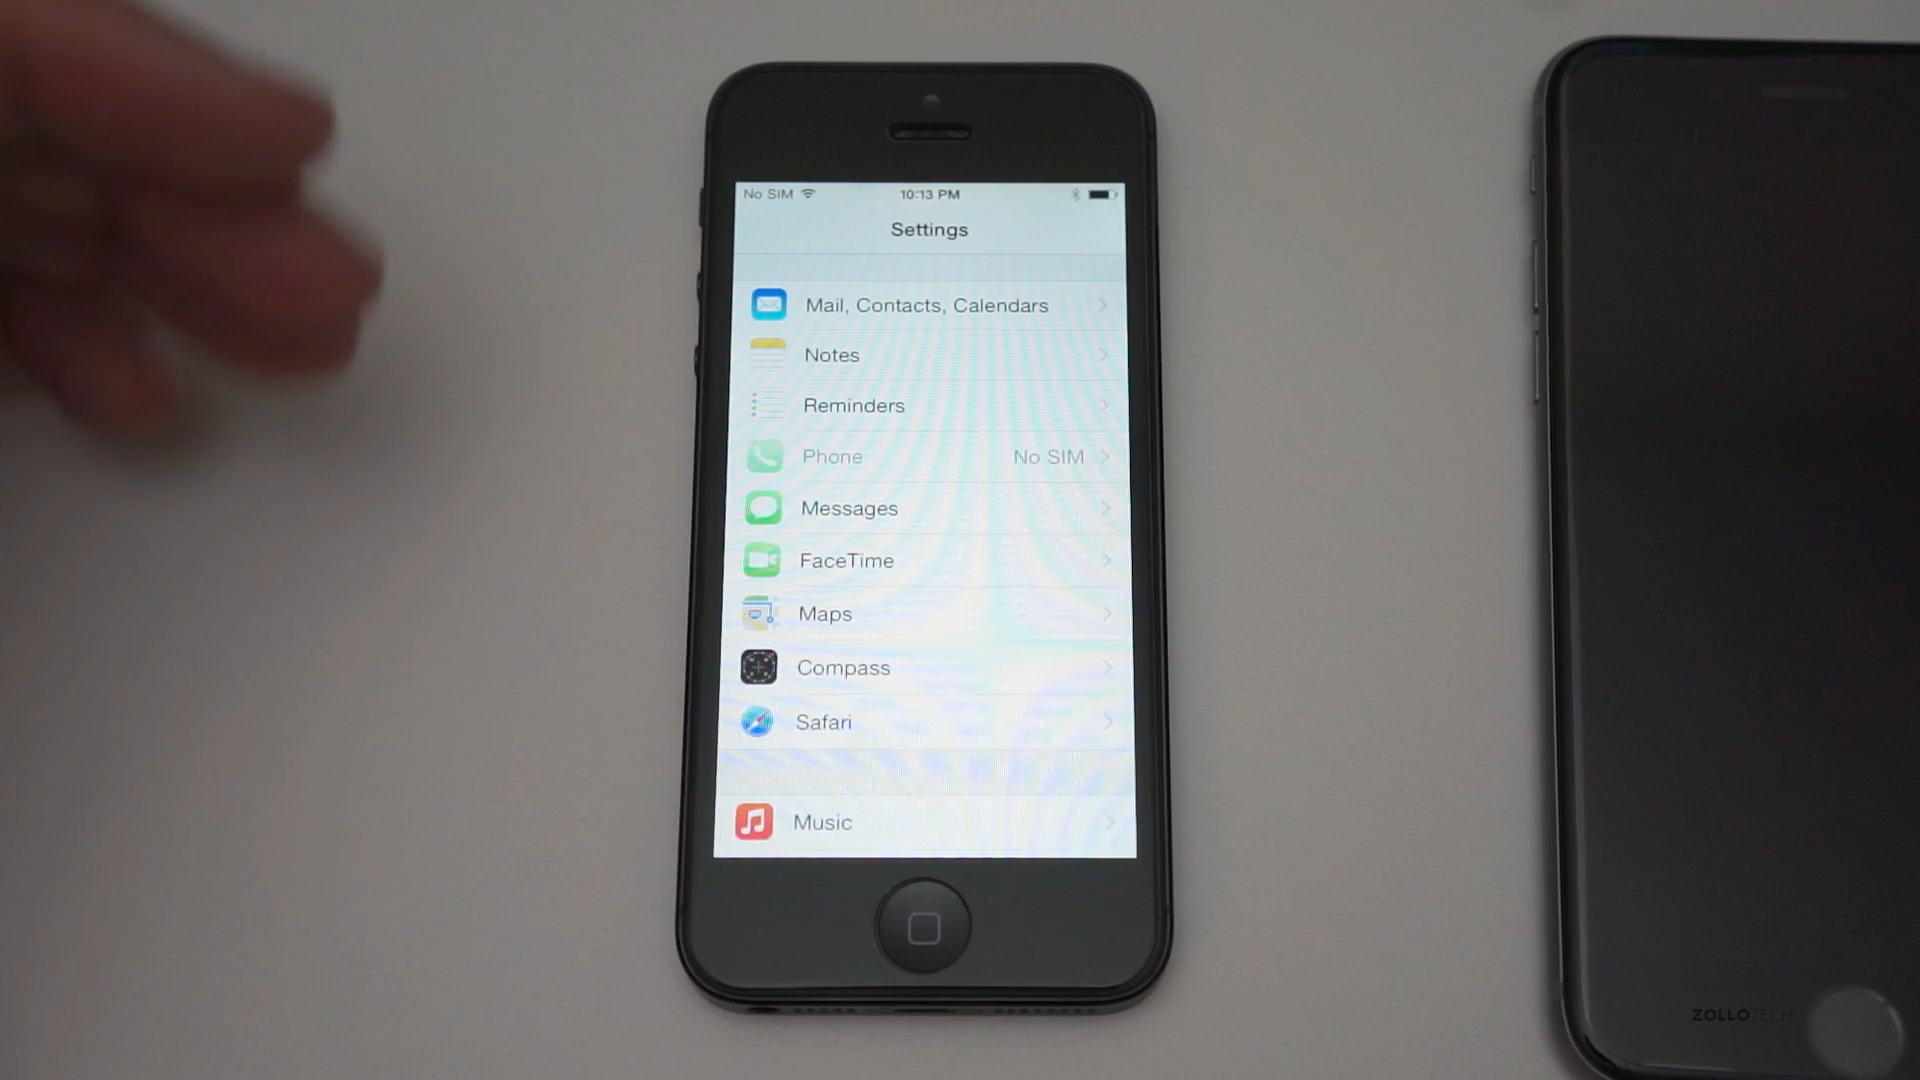 No SIM 10:13 PM
Settings
Mail, Contacts, Calendars
Notes
Reminders
Phone No SIM
Messages
FaceTime
Maps
Compass
Safari
Music
ZOLLOTECH